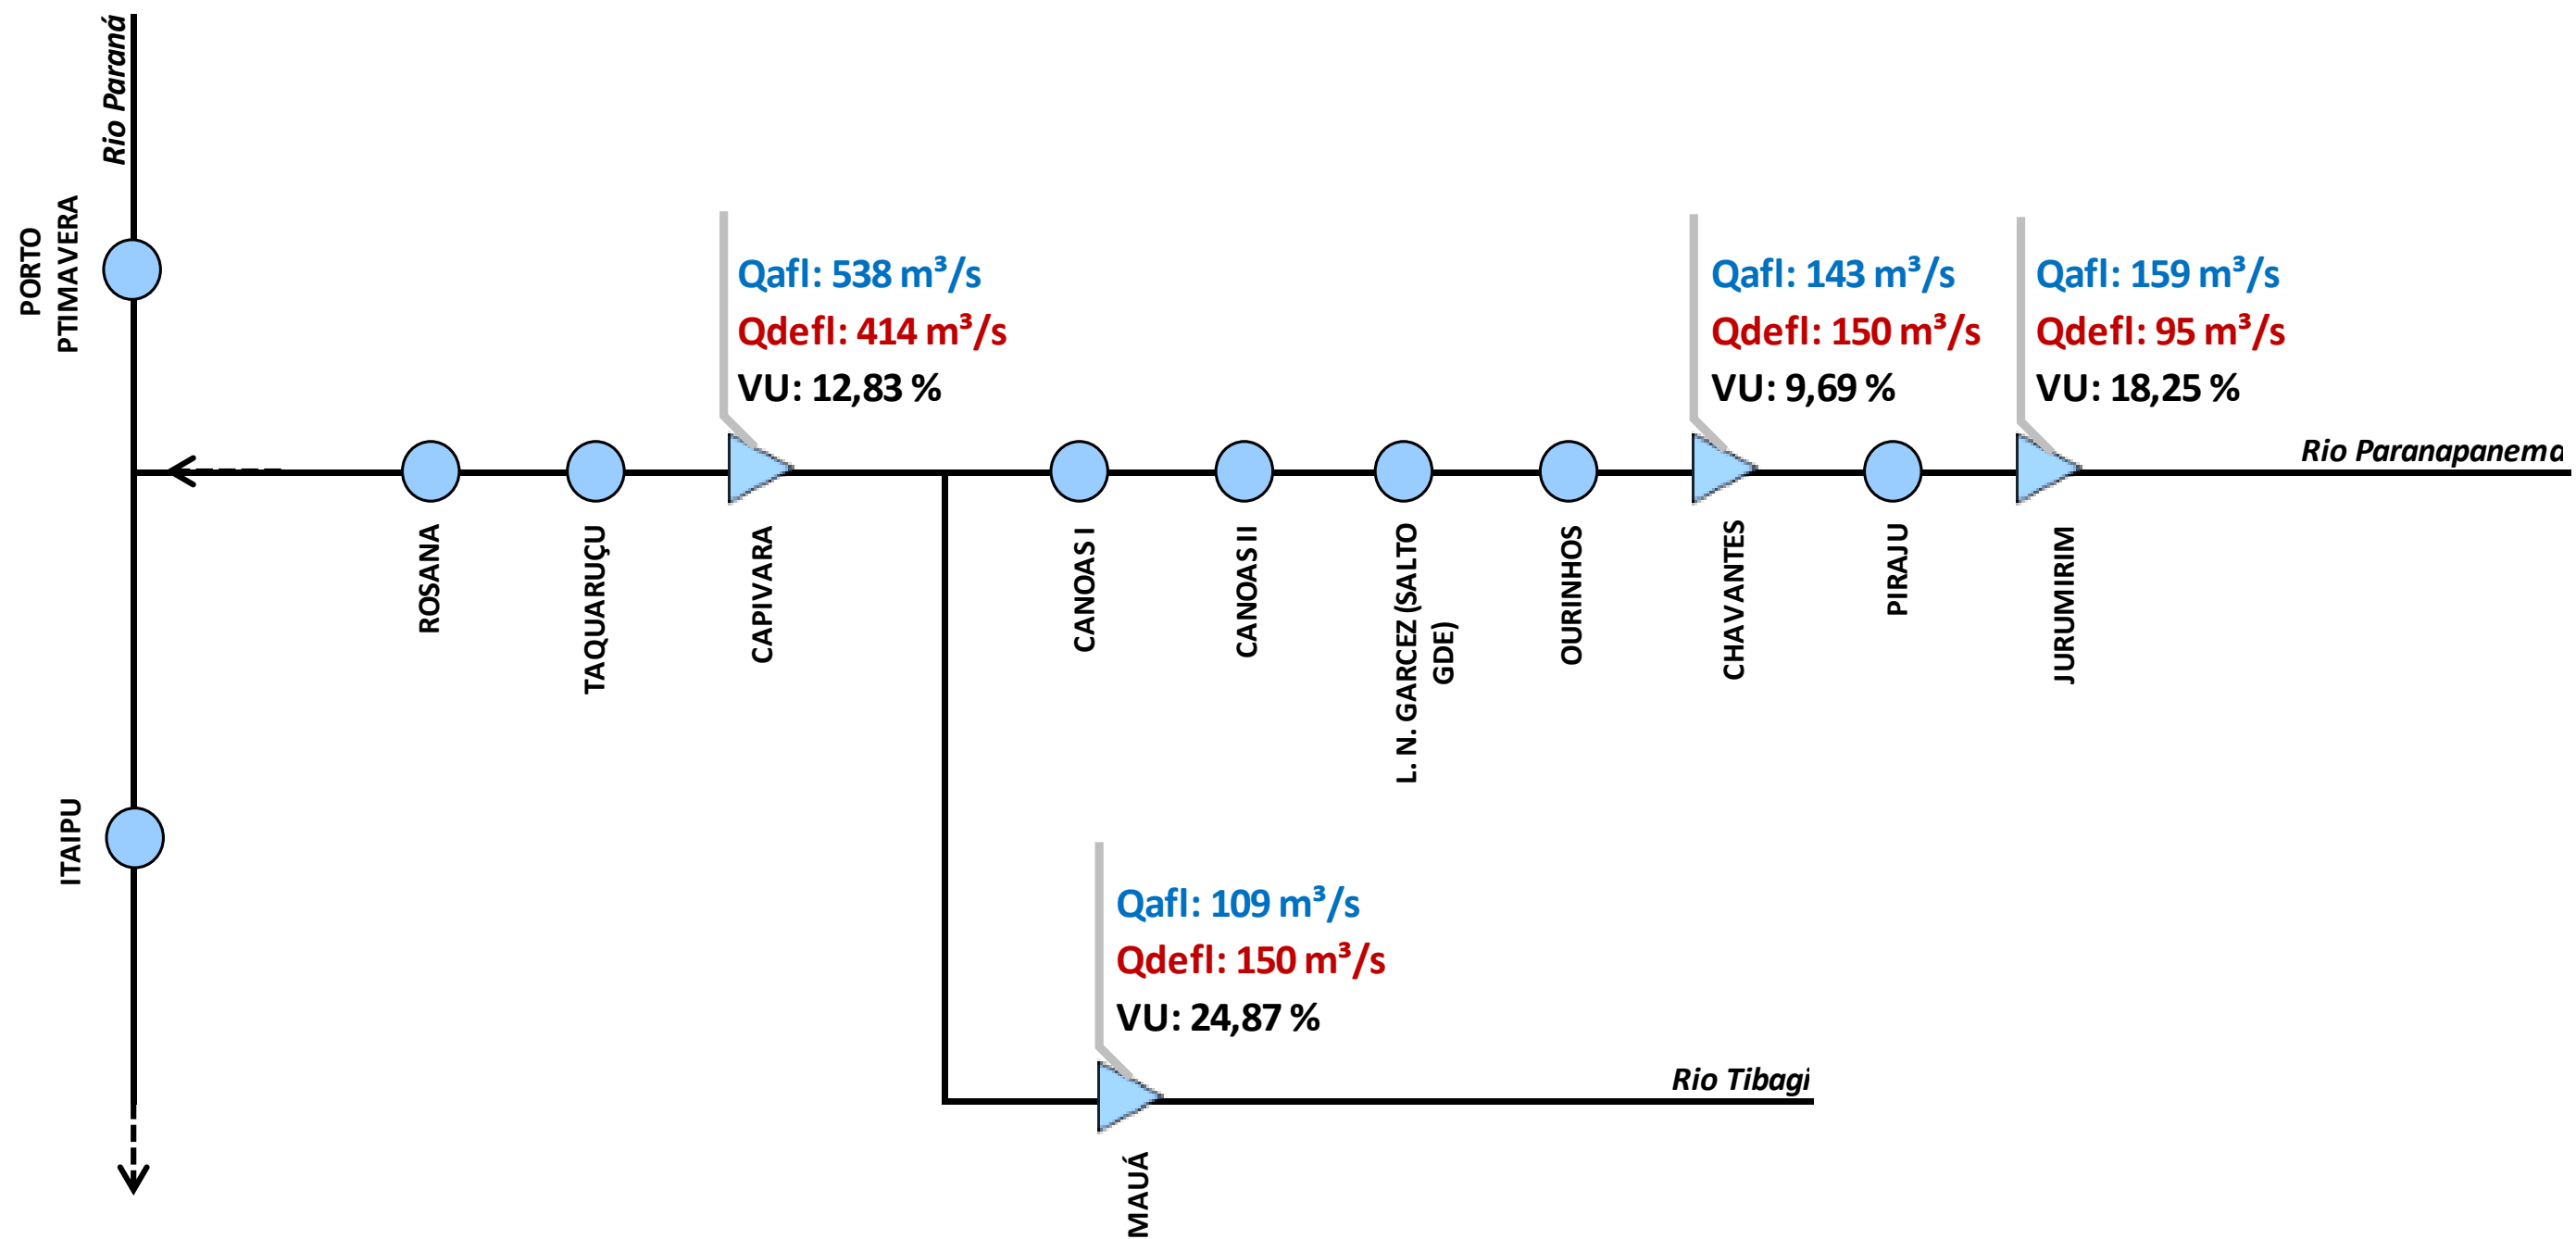 Rio Paraná
PORTO
PTIMAVERA
Qafl: 538 m³/s
Qdefl: 414 m³/s
VU: 12,83 %
Qafl: 143 m³/s
Qdefl: 150 m³/s
VU: 9,69 %
Qafl: 159 m³/s
Qdefl: 95 m³/s
VU: 18,25 %
Rio Paranapanema
ROSANA
TAQUARUÇU
CAPIVARA
CANOAS I
CANOAS II
L. N. GARCEZ (SALTO
GDE)
OURINHOS
CHAVANTES
PIRAJU
JURUMIRIM
ITAIPU
Qafl: 109 m³/s
Qdefl: 150 m³/s
VU: 24,87 %
Rio Tibagi
MAUÁ